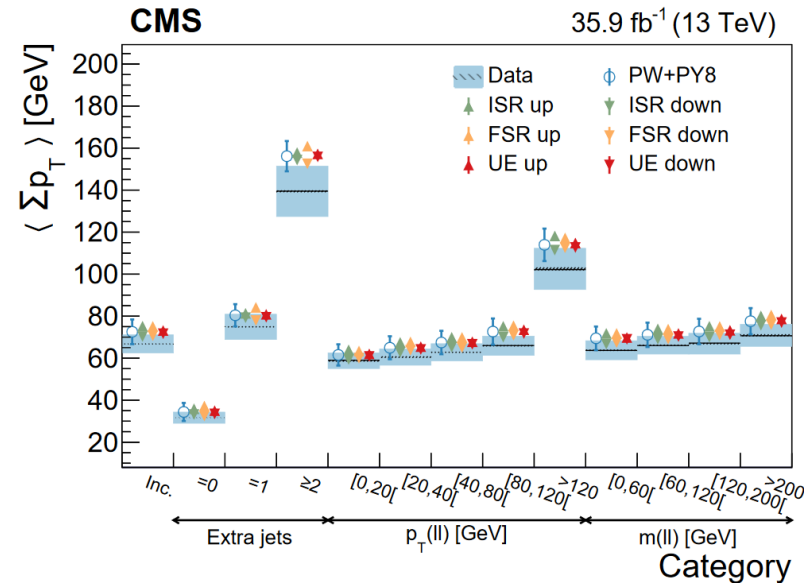 CMS 35.9 fb⁻¹ (13 TeV)
⟨ Σp_T ⟩ [GeV]
200
180
160
140
120
100
80
60
40
20
Data PW+PY8
ISR up ISR down
FSR up FSR down
UE up UE down
Inc. =0 =1 ≥2 [0,20[ [20,40[ [40,80[ [80,120[ >120 [0,60[ [60,120[ [120,200[ >200
Extra jets p_T(ll) [GeV] m(ll) [GeV]
Category